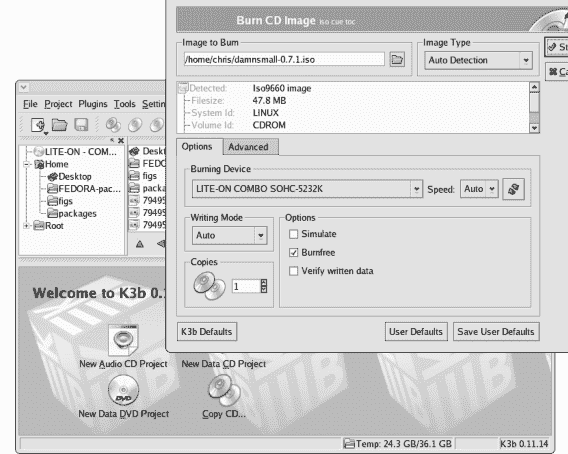 Burn CD Image iso cue toc
Image to Burn
/home/chris/damnsmall-0.7.1.iso
Image Type
Auto Detection
Detected: Iso9660 image
Filesize: 47.8 MB
System Id: LINUX
Volume Id: CDROM
Options Advanced
Burning Device
LITE-ON COMBO SOHC-5232K
Speed: Auto
Writing Mode
Auto
Options
Simulate
Burnfree
Verify written data
Copies
1
K3b Defaults
User Defaults
Save User Defaults
File Project Plugins Tools
LITE-ON - COM...
Home
Desktop
FEDORA-pac...
figs
packages
Root
figs
79495
79495
79495
Welcome to K3b
New Audio CD Project
New Data CD Project
New Data DVD Project
Copy CD...
DVD
Temp: 24.3 GB/36.1 GB
K3b 0.11.14